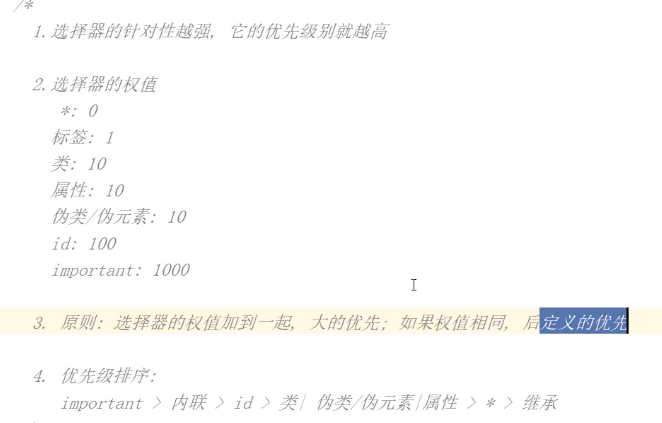 /*
1.选择器的针对性越强, 它的优先级别就越高
2.选择器的权值
*: 0
标签: 1
类: 10
属性: 10
伪类/伪元素: 10
id: 100
important: 1000
3. 原则: 选择器的权值加到一起, 大的优先; 如果权值相同, 后定义的优先
4. 优先级排序:
important > 内联 > id > 类| 伪类/伪元素|属性 > * > 继承